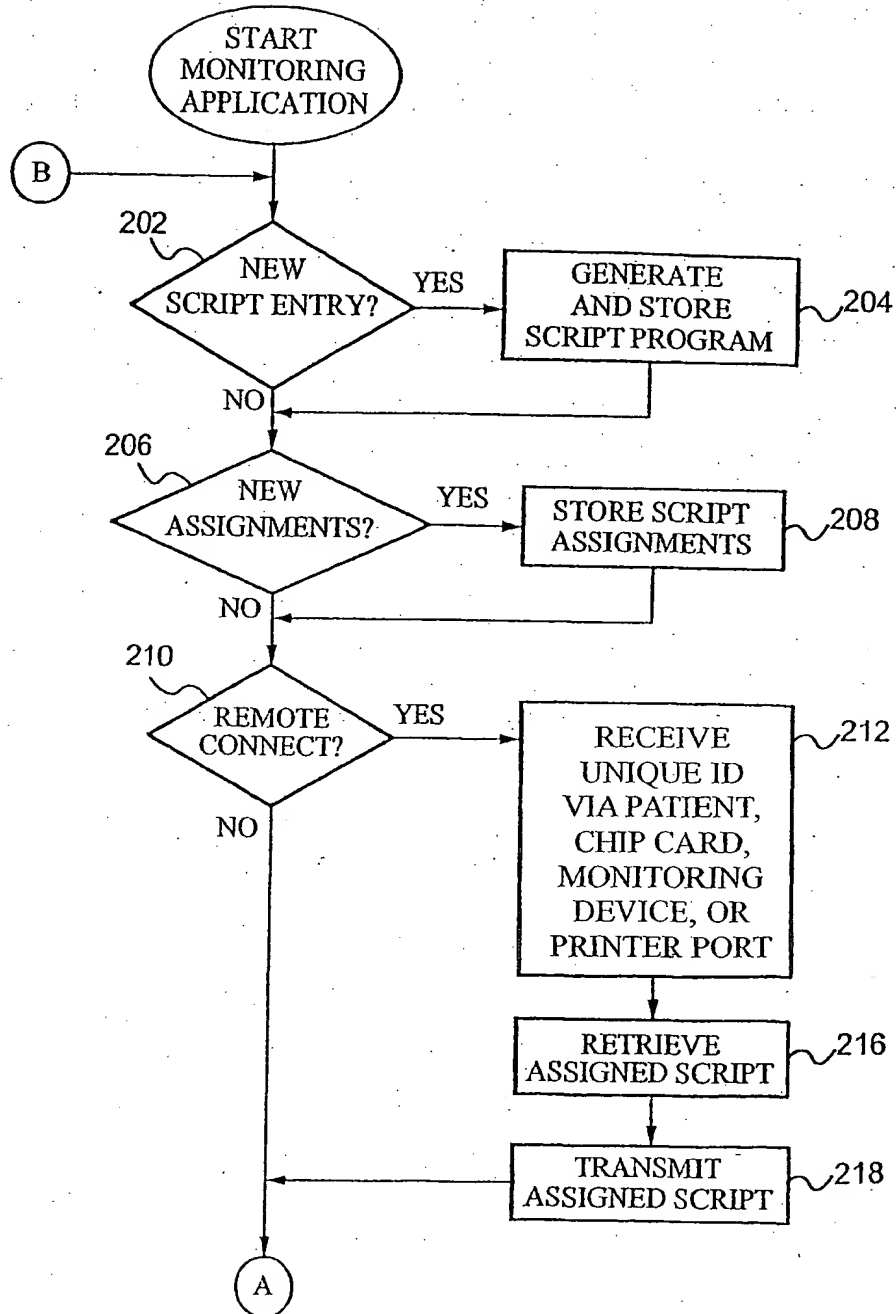 START
MONITORING
APPLICATION
B
202
NEW
SCRIPT ENTRY?
YES
GENERATE
AND STORE
SCRIPT PROGRAM
204
NO
206
NEW
ASSIGNMENTS?
YES
STORE SCRIPT
ASSIGNMENTS
208
NO
210
REMOTE
CONNECT?
YES
RECEIVE
UNIQUE ID
VIA PATIENT,
CHIP CARD,
MONITORING
DEVICE, OR
PRINTER PORT
212
NO
RETRIEVE
ASSIGNED SCRIPT
216
TRANSMIT
ASSIGNED SCRIPT
218
A